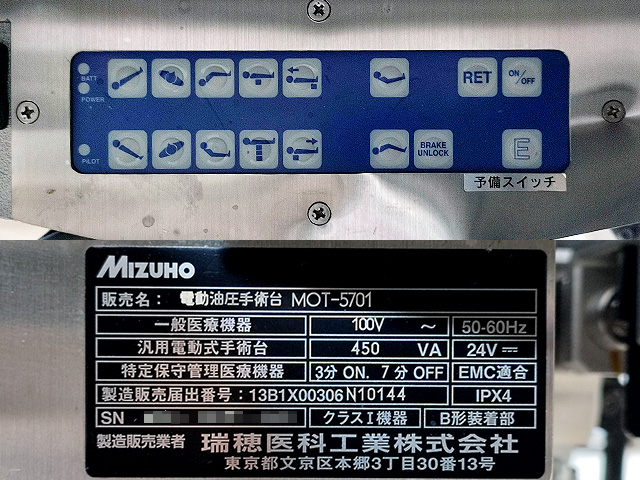 BATT
POWER
RET
ON/OFF
PILOT
BRAKE
UNLOCK
E
予備スイッチ
MIZUHO
販売名： 電動油圧手術台 MOT-5701
一般医療機器 100V ～ 50-60Hz
汎用電動式手術台 450 VA 24V ⎓
特定保守管理医療機器 3分 ON. 7分 OFF EMC適合
製造販売届出番号：13B1X00306N10144 IPX4
SN クラスI機器 B形装着部
製造販売業者 瑞穂医科工業株式会社
東京都文京区本郷3丁目30番13号